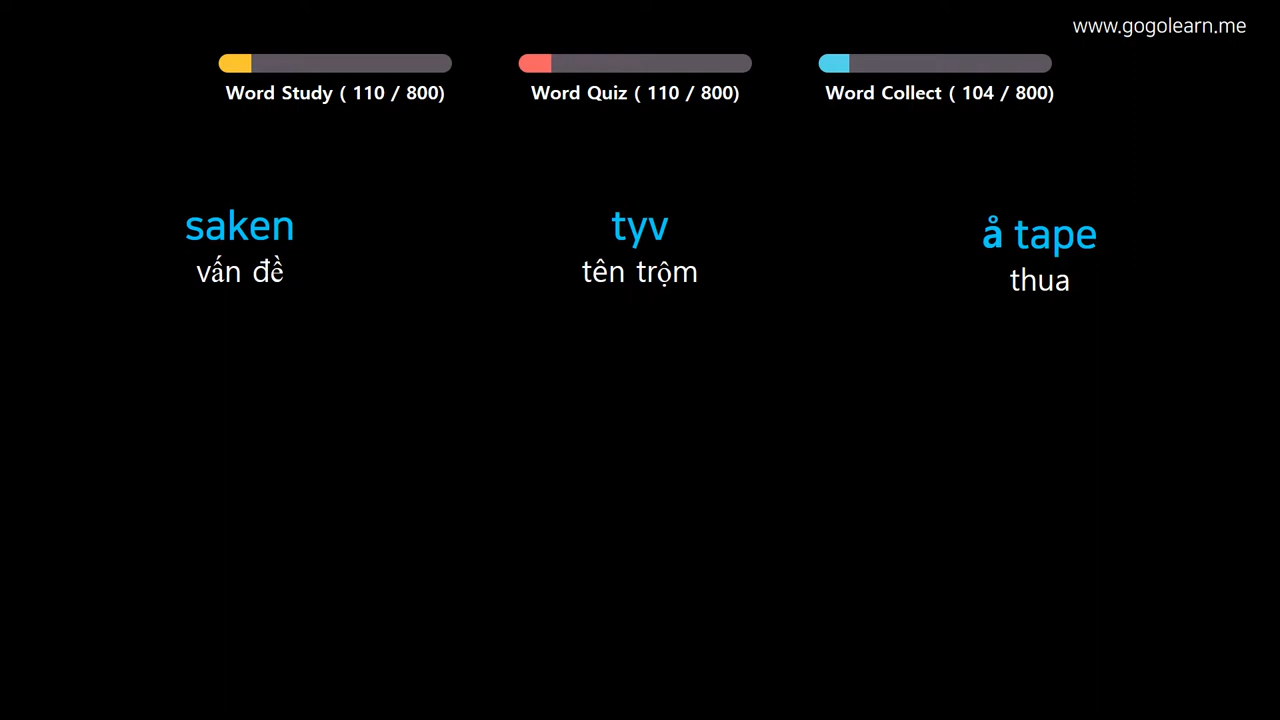 www.gogolearn.me
Word Study ( 110 / 800)
Word Quiz ( 110 / 800)
Word Collect ( 104 / 800)
saken
vấn đề
tyv
tên trộm
å tape
thua